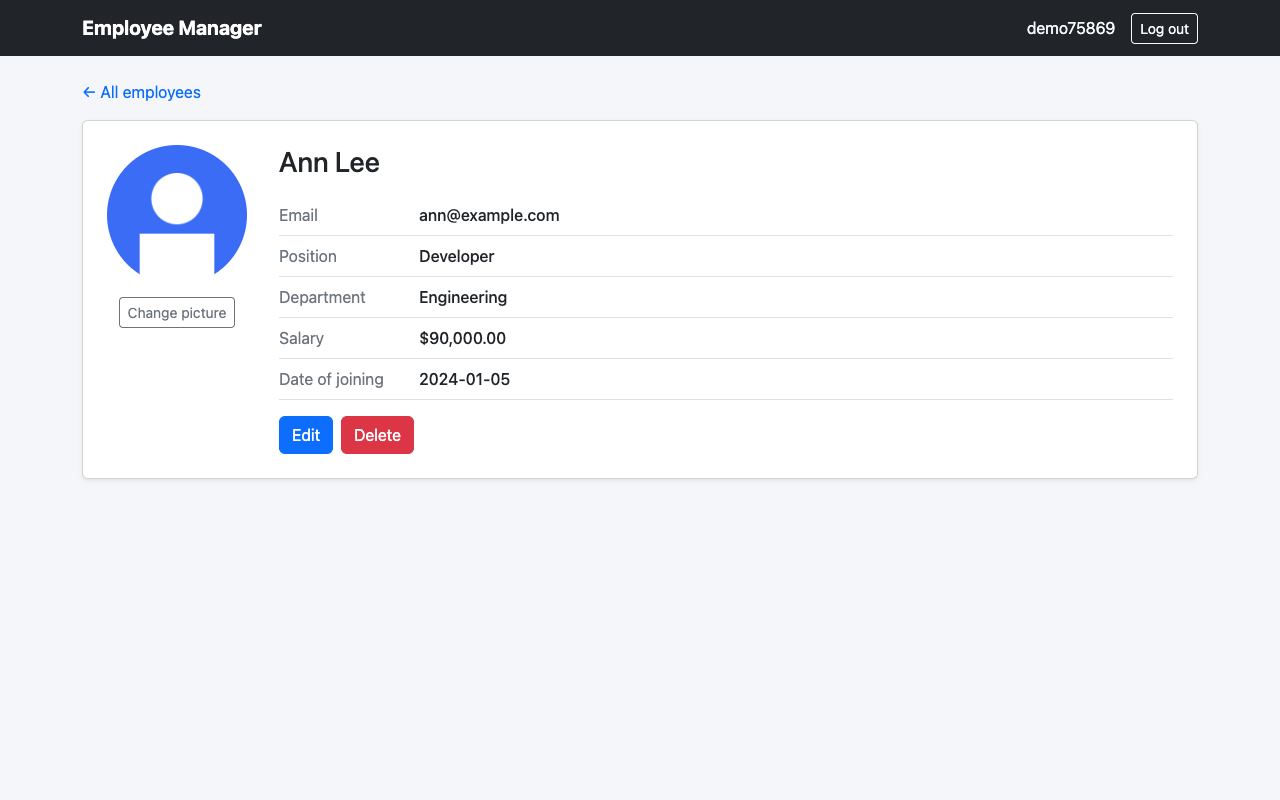 Employee Manager
demo75869
Log out
← All employees
Ann Lee
Email ann@example.com
Position Developer
Department Engineering
Change picture
Salary $90,000.00
Date of joining 2024-01-05
Edit Delete